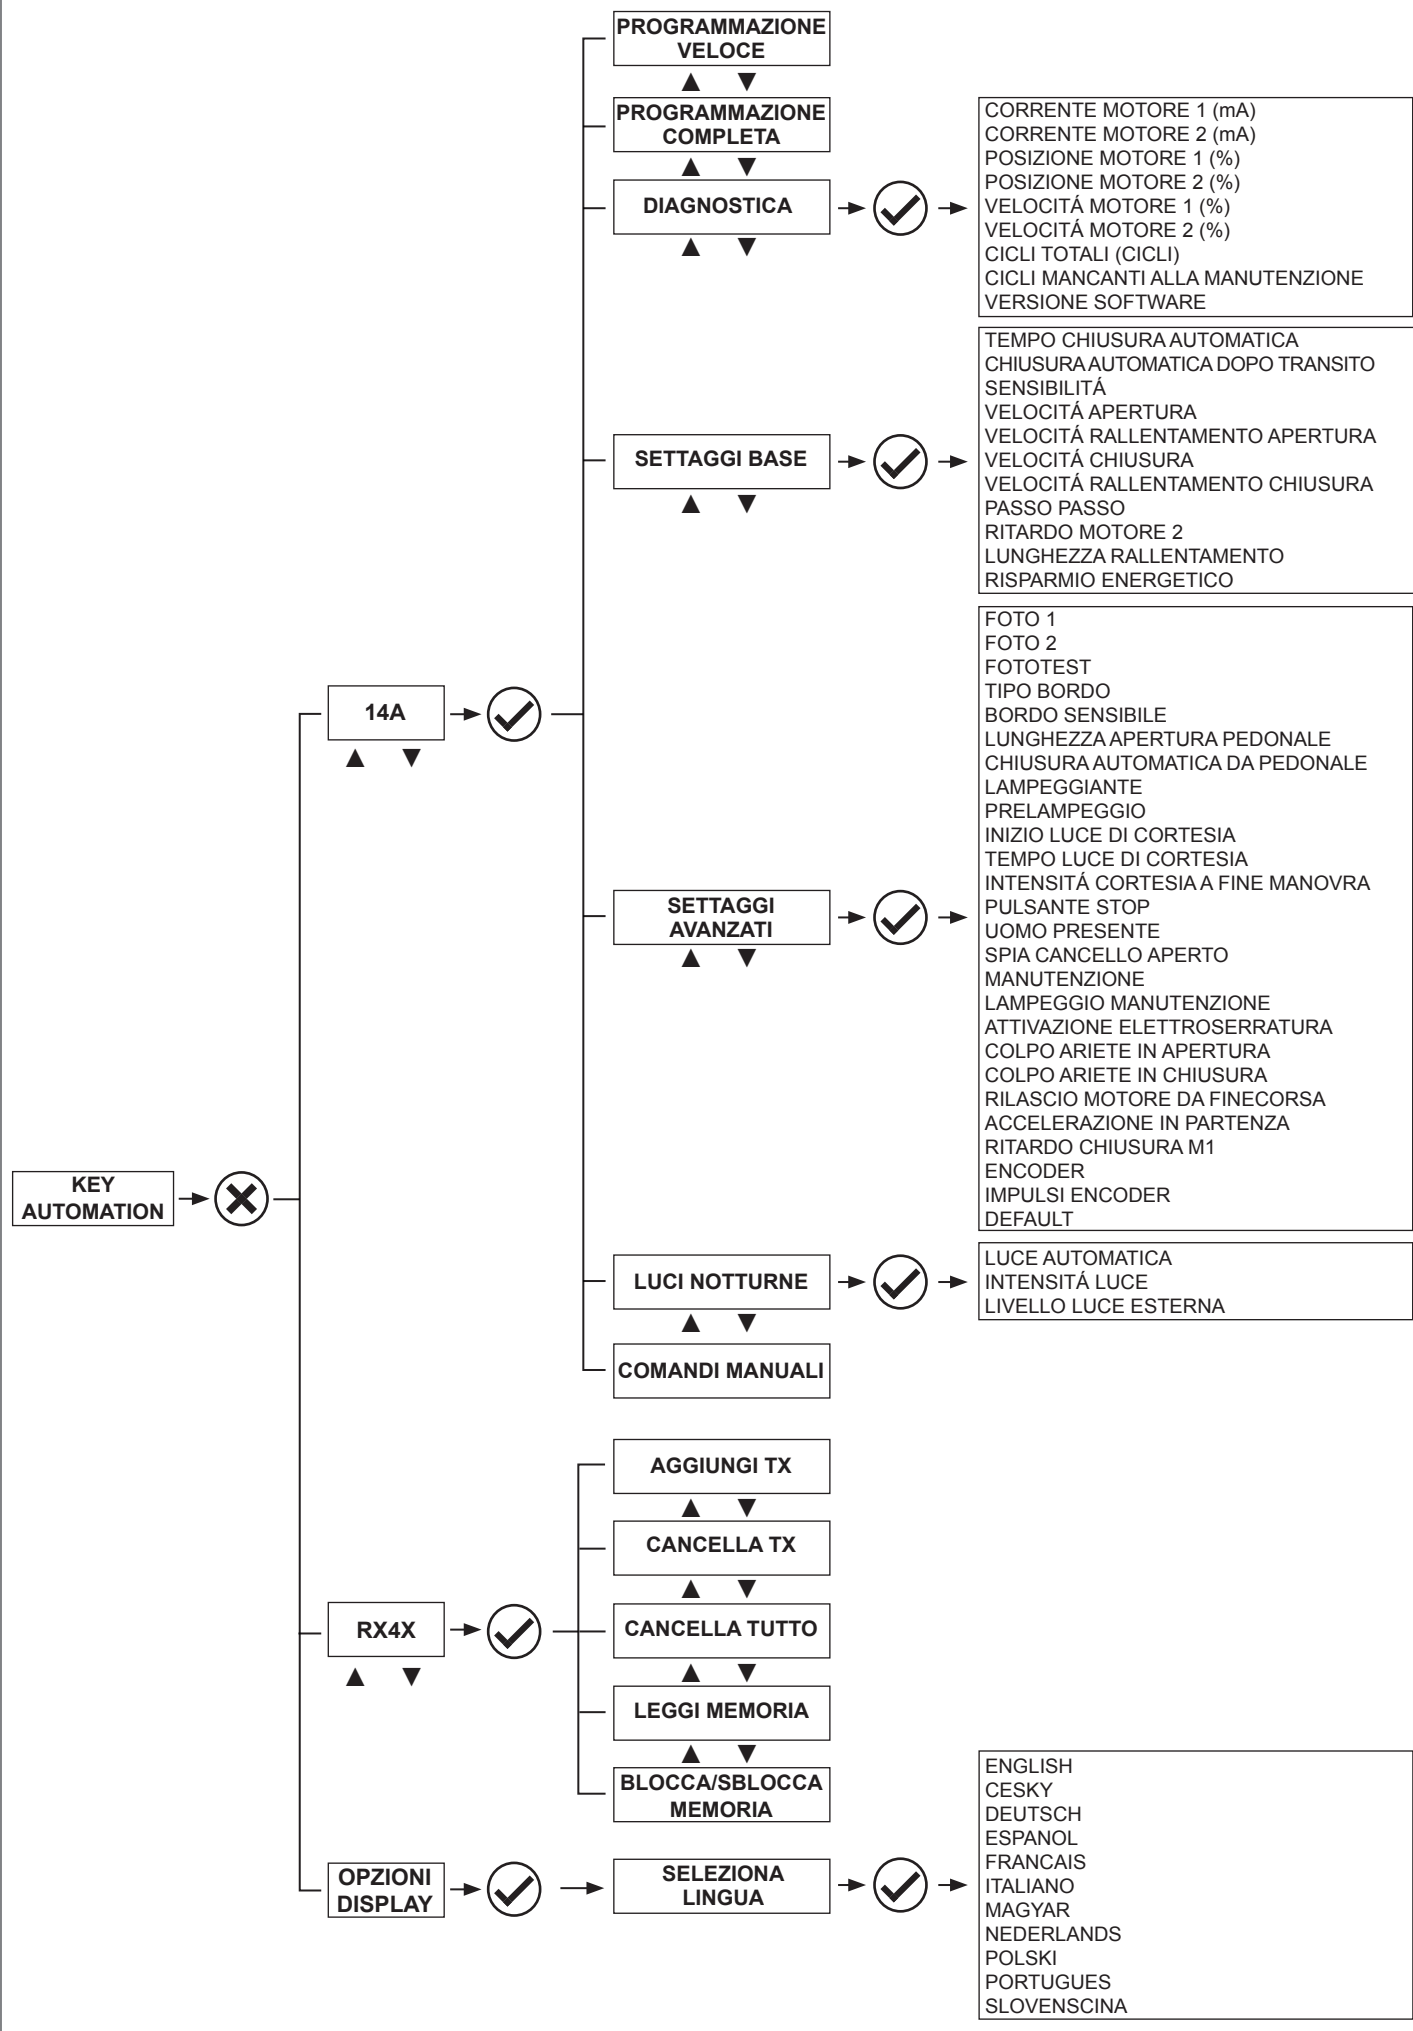 PROGRAMMAZIONE
VELOCE
PROGRAMMAZIONE
COMPLETA
DIAGNOSTICA
CORRENTE MOTORE 1 (mA)
CORRENTE MOTORE 2 (mA)
POSIZIONE MOTORE 1 (%)
POSIZIONE MOTORE 2 (%)
VELOCITÁ MOTORE 1 (%)
VELOCITÁ MOTORE 2 (%)
CICLI TOTALI (CICLI)
CICLI MANCANTI ALLA MANUTENZIONE
VERSIONE SOFTWARE
SETTAGGI BASE
TEMPO CHIUSURA AUTOMATICA
CHIUSURA AUTOMATICA DOPO TRANSITO
SENSIBILITÁ
VELOCITÁ APERTURA
VELOCITÁ RALLENTAMENTO APERTURA
VELOCITÁ CHIUSURA
VELOCITÁ RALLENTAMENTO CHIUSURA
PASSO PASSO
RITARDO MOTORE 2
LUNGHEZZA RALLENTAMENTO
RISPARMIO ENERGETICO
14A
SETTAGGI
AVANZATI
FOTO 1
FOTO 2
FOTOTEST
TIPO BORDO
BORDO SENSIBILE
LUNGHEZZA APERTURA PEDONALE
CHIUSURA AUTOMATICA DA PEDONALE
LAMPEGGIANTE
PRELAMPEGGIO
INIZIO LUCE DI CORTESIA
TEMPO LUCE DI CORTESIA
INTENSITÁ CORTESIA A FINE MANOVRA
PULSANTE STOP
UOMO PRESENTE
SPIA CANCELLO APERTO
MANUTENZIONE
LAMPEGGIO MANUTENZIONE
ATTIVAZIONE ELETTROSERRATURA
COLPO ARIETE IN APERTURA
COLPO ARIETE IN CHIUSURA
RILASCIO MOTORE DA FINECORSA
ACCELERAZIONE IN PARTENZA
RITARDO CHIUSURA M1
ENCODER
IMPULSI ENCODER
DEFAULT
KEY
AUTOMATION
LUCI NOTTURNE
LUCE AUTOMATICA
INTENSITÁ LUCE
LIVELLO LUCE ESTERNA
COMANDI MANUALI
AGGIUNGI TX
CANCELLA TX
RX4X
CANCELLA TUTTO
LEGGI MEMORIA
BLOCCA/SBLOCCA
MEMORIA
OPZIONI
DISPLAY
SELEZIONA
LINGUA
ENGLISH
CESKY
DEUTSCH
ESPANOL
FRANCAIS
ITALIANO
MAGYAR
NEDERLANDS
POLSKI
PORTUGUES
SLOVENSCINA